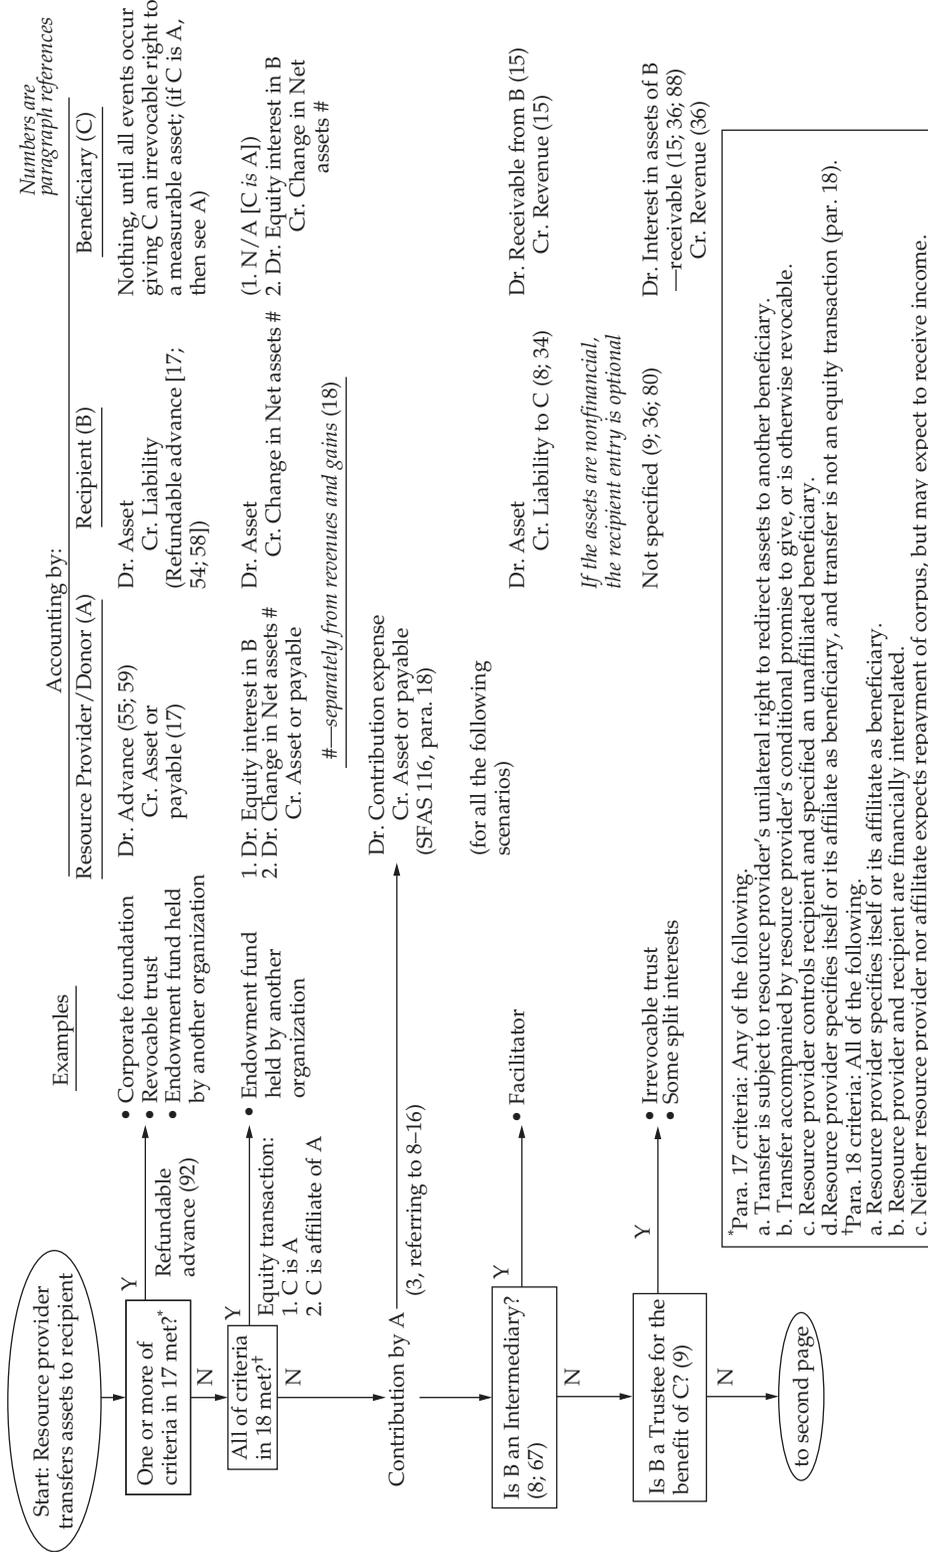 Numbers are
paragraph references
Accounting by:
Examples
Resource Provider/Donor (A)
Recipient (B)
Beneficiary (C)
Start: Resource provider
transfers assets to recipient
One or more of
criteria in 17 met?*
Y
Refundable
advance (92)
N
• Corporate foundation
• Revocable trust
• Endowment fund held
by another organization
Dr. Advance (55; 59)
Cr. Asset or
payable (17)
Dr. Asset
Cr. Liability
(Refundable advance [17;
54; 58])
Nothing, until all events occur
giving C an irrevocable right to
a measurable asset; (if C is A,
then see A)
All of criteria
in 18 met?†
Y
Equity transaction:
1. C is A
2. C is affiliate of A
N
• Endowment fund
held by another
organization
1. Dr. Equity interest in B
2. Dr. Change in Net assets #
Cr. Asset or payable
Dr. Asset
Cr. Change in Net assets #
(1. N/A [C is A])
2. Dr. Equity interest in B
Cr. Change in Net
assets #
#—separately from revenues and gains (18)
Contribution by A
(3, referring to 8–16)
Dr. Contribution expense
Cr. Asset or payable
(SFAS 116, para. 18)
(for all the following
scenarios)
Is B an Intermediary?
(8; 67)
Y
N
• Facilitator
Dr. Asset
Cr. Liability to C (8; 34)
If the assets are nonfinancial,
the recipient entry is optional
Dr. Receivable from B (15)
Cr. Revenue (15)
Is B a Trustee for the
benefit of C? (9)
Y
N
• Irrevocable trust
• Some split interests
Not specified (9; 36; 80)
Dr. Interest in assets of B
—receivable (15; 36; 88)
Cr. Revenue (36)
to second page
*Para. 17 criteria: Any of the following.
a. Transfer is subject to resource provider's unilateral right to redirect assets to another beneficiary.
b. Transfer accompanied by resource provider's conditional promise to give, or is otherwise revocable.
c. Resource provider controls recipient and specified an unaffiliated beneficiary.
d.Resource provider specifies itself or its affiliate as beneficiary, and transfer is not an equity transaction (par. 18).
†Para. 18 criteria: All of the following.
a. Resource provider specifies itself or its affilitate as beneficiary.
b. Resource provider and recipient are financially interrelated.
c. Neither resource provider nor affilitate expects repayment of corpus, but may expect to receive income.